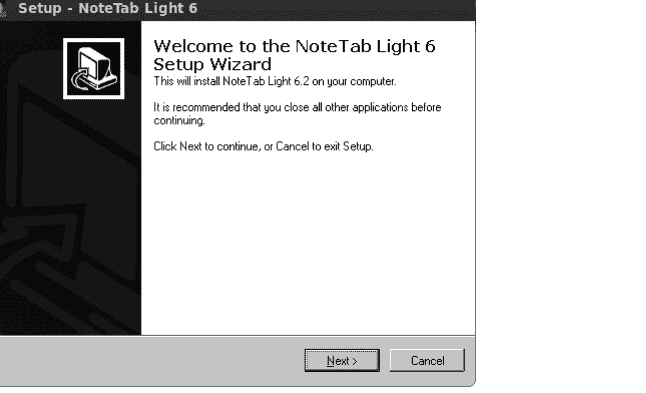 Setup - NoteTab Light 6
Welcome to the NoteTab Light 6
Setup Wizard
This will install NoteTab Light 6.2 on your computer.
It is recommended that you close all other applications before
continuing.
Click Next to continue, or Cancel to exit Setup.
Next >
Cancel